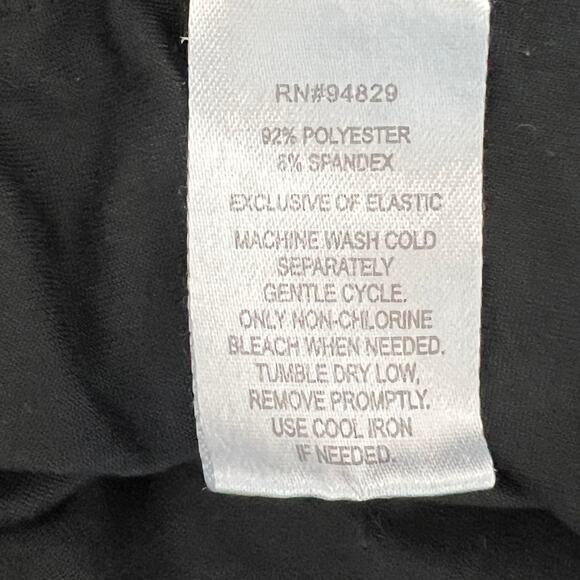 RN#94829
92% POLYESTER
8% SPANDEX
EXCLUSIVE OF ELASTIC
MACHINE WASH COLD
SEPARATELY
GENTLE CYCLE.
ONLY NON-CHLORINE
BLEACH WHEN NEEDED.
TUMBLE DRY LOW,
REMOVE PROMPTLY.
USE COOL IRON
IF NEEDED.